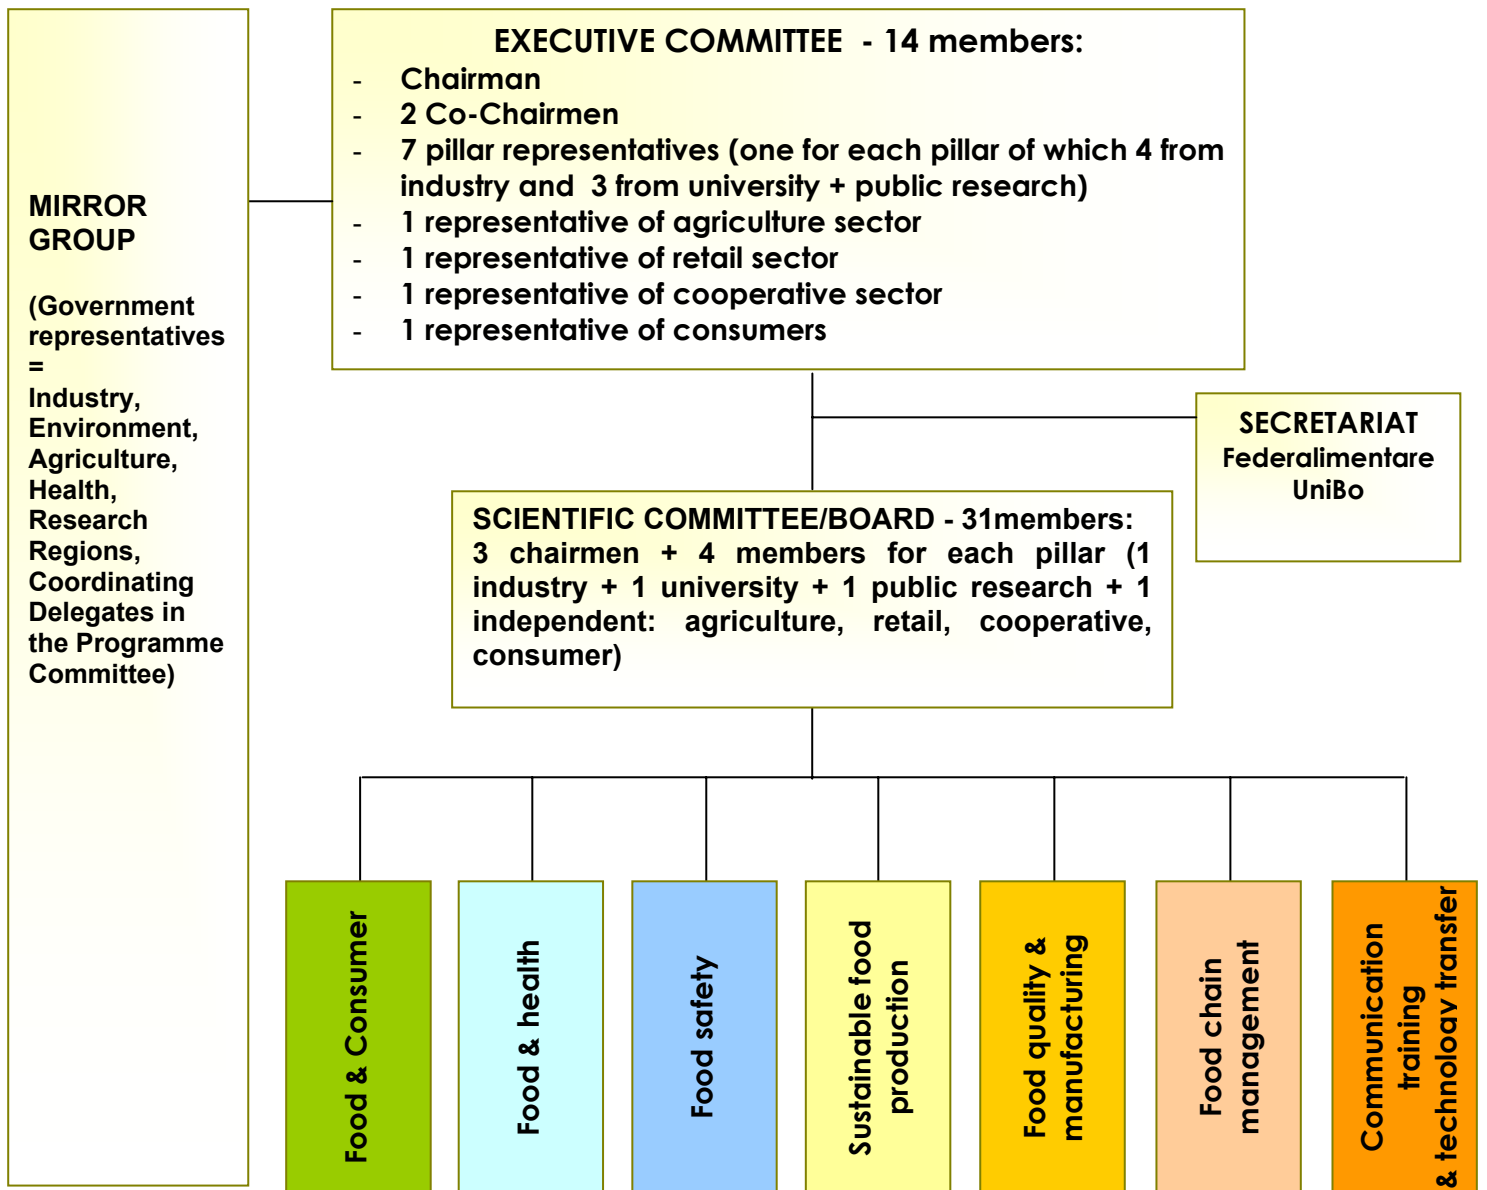 MIRROR
GROUP
(Government
representatives
=
Industry,
Environment,
Agriculture,
Health,
Research
Regions,
Coordinating
Delegates in
the Programme
Committee)
EXECUTIVE COMMITTEE - 14 members:
- Chairman
- 2 Co-Chairmen
- 7 pillar representatives (one for each pillar of which 4 from
industry and 3 from university + public research)
- 1 representative of agriculture sector
- 1 representative of retail sector
- 1 representative of cooperative sector
- 1 representative of consumers
SECRETARIAT
Federalimentare
UniBo
SCIENTIFIC COMMITTEE/BOARD - 31members:
3 chairmen + 4 members for each pillar (1
industry + 1 university + 1 public research + 1
independent: agriculture, retail, cooperative,
consumer)
Food & Consumer
Food & health
Food safety
Sustainable food
production
Food quality &
manufacturing
Food chain
management
Communication
training
& technology transfer